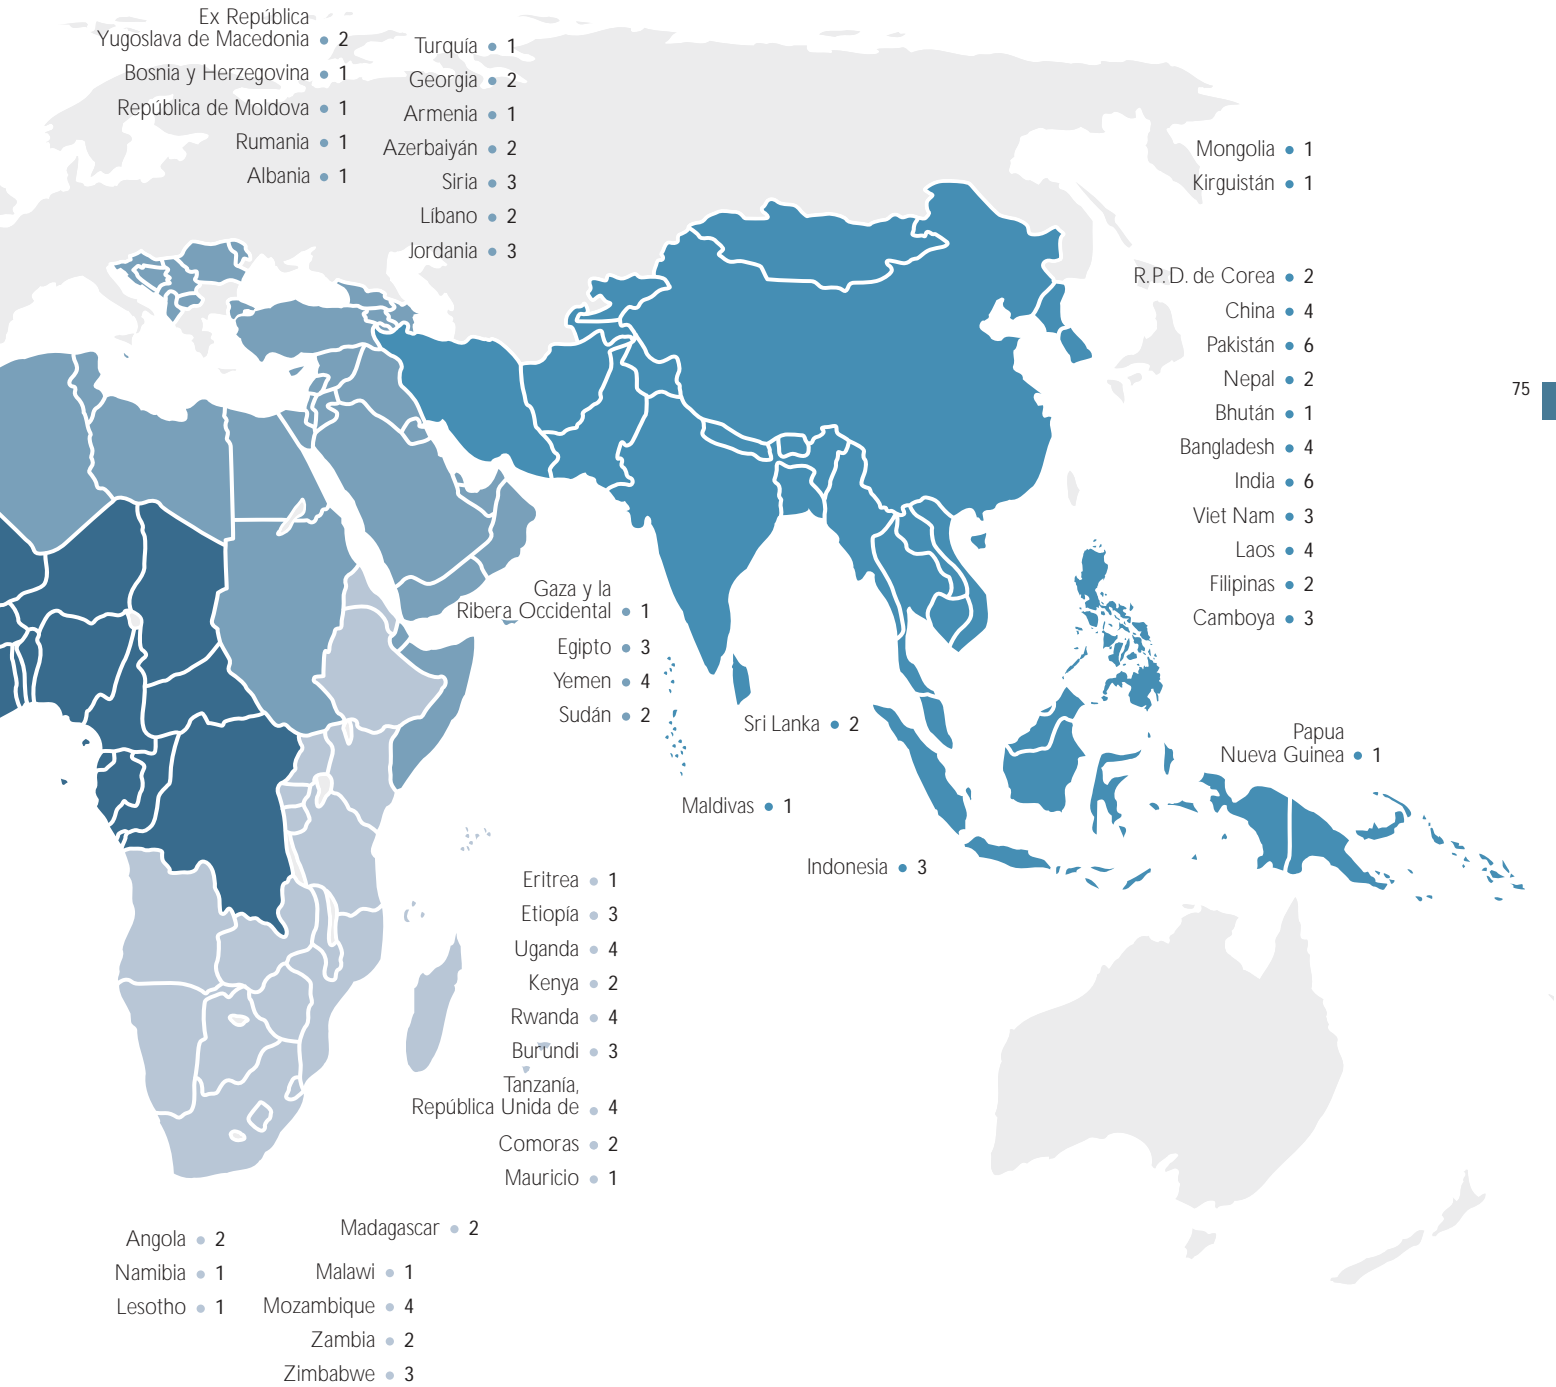 Ex República
Yugoslava de Macedonia • 2
Bosnia y Herzegovina • 1
República de Moldova • 1
Rumania • 1
Albania • 1
Turquía • 1
Georgia • 2
Armenia • 1
Azerbaiyán • 2
Siria • 3
Líbano • 2
Jordania • 3
Mongolia • 1
Kirguistán • 1
R.P.D. de Corea • 2
China • 4
Pakistán • 6
Nepal • 2
Bhután • 1
Bangladesh • 4
India • 6
Viet Nam • 3
Laos • 4
Filipinas • 2
Camboya • 3
75
Gaza y la
Ribera Occidental • 1
Egipto • 3
Yemen • 4
Sudán • 2
Sri Lanka • 2
Maldivas • 1
Indonesia • 3
Papua
Nueva Guinea • 1
Eritrea • 1
Etiopía • 3
Uganda • 4
Kenya • 2
Rwanda • 4
Burundi • 3
Tanzanía,
República Unida de • 4
Comoras • 2
Mauricio • 1
Madagascar • 2
Angola • 2
Namibia • 1
Lesotho • 1
Malawi • 1
Mozambique • 4
Zambia • 2
Zimbabwe • 3